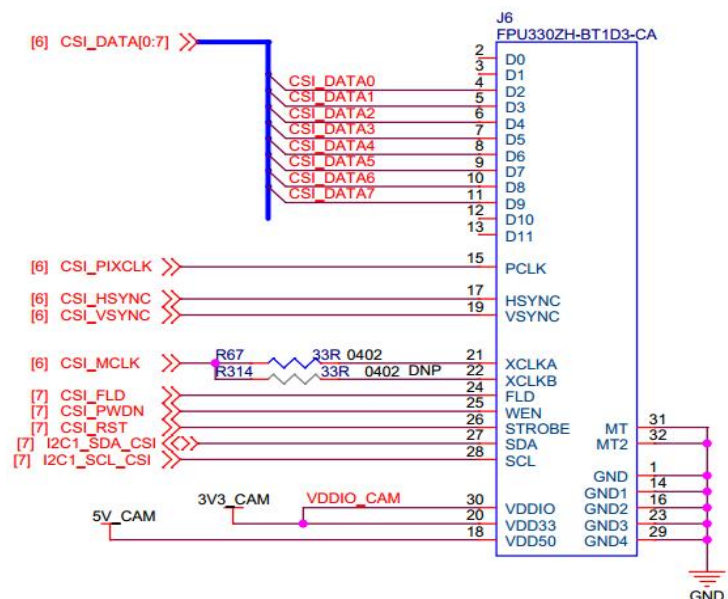 J6
FPU330ZH-BT1D3-CA
[6] CSI_DATA[0:7]
2 D0
3 D1
CSI_DATA0 4 D2
CSI_DATA1 5 D3
CSI_DATA2 6 D4
CSI_DATA3 7 D5
CSI_DATA4 8 D6
CSI_DATA5 9 D7
CSI_DATA6 10 D8
CSI_DATA7 11 D9
12 D10
13 D11
[6] CSI_PIXCLK 15 PCLK
[6] CSI_HSYNC 17 HSYNC
[6] CSI_VSYNC 19 VSYNC
[6] CSI_MCLK R67 33R 0402 21 XCLKA
R314 33R 0402 DNP 22 XCLKB
[7] CSI_FLD 24 FLD
[7] CSI_PWDN 25 WEN
[7] CSI_RST 26 STROBE MT 31
[7] I2C1_SDA_CSI 27 SDA MT2 32
[7] I2C1_SCL_CSI 28 SCL
GND 1
GND1 14
3V3_CAM VDDIO_CAM 30 VDDIO GND2 16
5V_CAM 20 VDD33 GND3 23
18 VDD50 GND4 29
GND